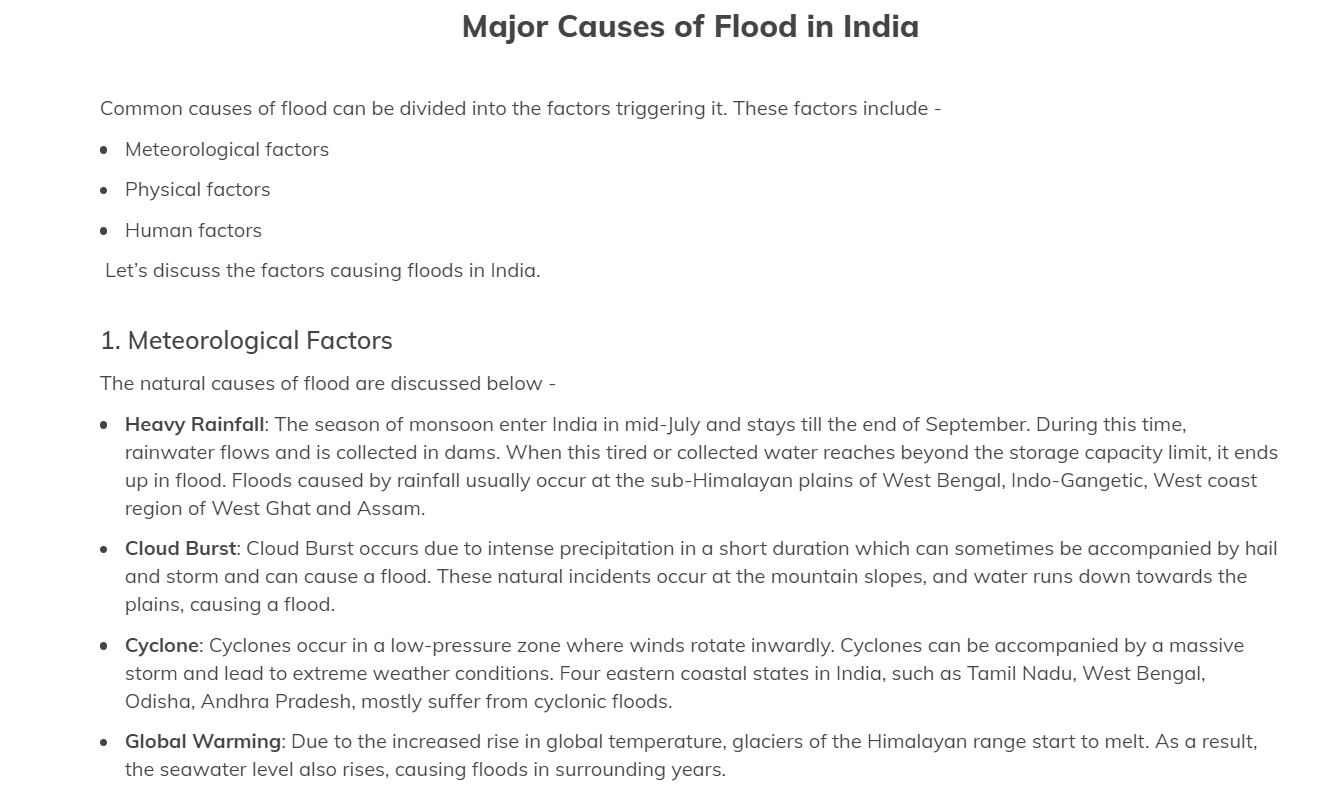 Major Causes of Flood in India
Common causes of flood can be divided into the factors triggering it. These factors include -
• Meteorological factors
• Physical factors
• Human factors
Let’s discuss the factors causing floods in India.
1. Meteorological Factors
The natural causes of flood are discussed below -
• Heavy Rainfall: The season of monsoon enter India in mid-July and stays till the end of September. During this time,
rainwater flows and is collected in dams. When this tired or collected water reaches beyond the storage capacity limit, it ends
up in flood. Floods caused by rainfall usually occur at the sub-Himalayan plains of West Bengal, Indo-Gangetic, West coast
region of West Ghat and Assam.
• Cloud Burst: Cloud Burst occurs due to intense precipitation in a short duration which can sometimes be accompanied by hail
and storm and can cause a flood. These natural incidents occur at the mountain slopes, and water runs down towards the
plains, causing a flood.
• Cyclone: Cyclones occur in a low-pressure zone where winds rotate inwardly. Cyclones can be accompanied by a massive
storm and lead to extreme weather conditions. Four eastern coastal states in India, such as Tamil Nadu, West Bengal,
Odisha, Andhra Pradesh, mostly suffer from cyclonic floods.
• Global Warming: Due to the increased rise in global temperature, glaciers of the Himalayan range start to melt. As a result,
the seawater level also rises, causing floods in surrounding years.